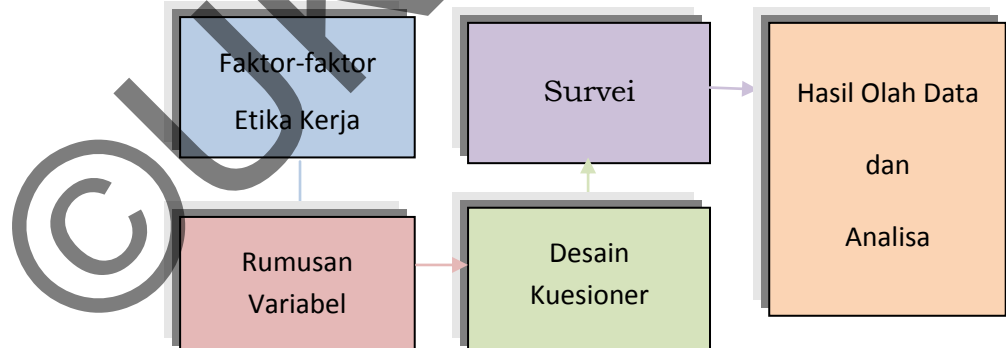 Faktor-faktor
Etika Kerja
Rumusan
Variabel
Desain
Kuesioner
Survei
Hasil Olah Data
dan
Analisa